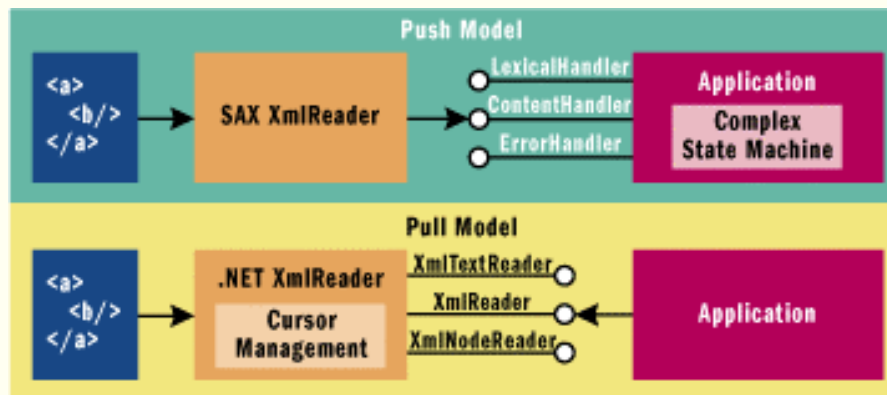 Push Model
<a>
<b/>
</a>
SAX XmlReader
LexicalHandler
ContentHandler
ErrorHandler
Application
Complex
State Machine
Pull Model
<a>
<b/>
</a>
.NET XmlReader
Cursor
Management
XmlTextReader
XmlReader
XmlNodeReader
Application